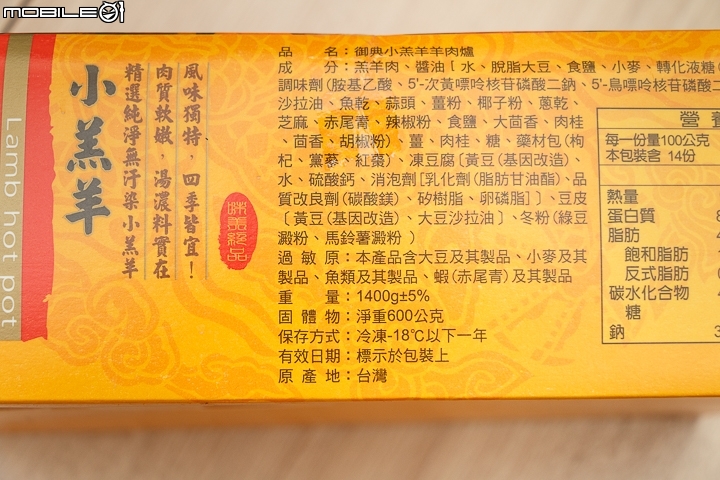 MOBILE01
Lamb hot pot
小羔羊
風味獨特，四季皆宜！
肉質軟嫩，湯濃料實在
精選純淨無汙染小羔羊
味美絕品
品　　名：御典小羔羊羊肉爐
成　　分：羔羊肉、醬油［水、脫脂大豆、食鹽、小麥、轉化液糖（
調味劑（胺基乙酸、5'-次黃嘌呤核苷磷酸二鈉、5'-鳥嘌呤核苷磷酸二
沙拉油、魚乾、蒜頭、薑粉、椰子粉、蔥乾、
芝麻、赤尾青、辣椒粉、食鹽、大茴香、肉桂
、茴香、胡椒粉）、薑、肉桂、糖、藥材包（枸
杞、黨蔘、紅棗）、凍豆腐〔黃豆（基因改造）、
水、硫酸鈣、消泡劑[乳化劑（脂肪甘油酯）、品
質改良劑（碳酸鎂）、矽樹脂、卵磷脂］〕、豆皮
〔黃豆（基因改造）、大豆沙拉油〕、冬粉（綠豆
澱粉、馬鈴薯澱粉）
過 敏 原：本產品含大豆及其製品、小麥及其
製品、魚類及其製品、蝦（赤尾青）及其製品
重　　量：1400g±5%
固 體 物：淨重600公克
保存方式：冷凍-18℃以下一年
有效日期：標示於包裝上
原 產 地：台灣
營 養
每一份量100公克
本包裝含 14份
熱量
蛋白質
脂肪
飽和脂肪
反式脂肪
碳水化合物
糖
鈉